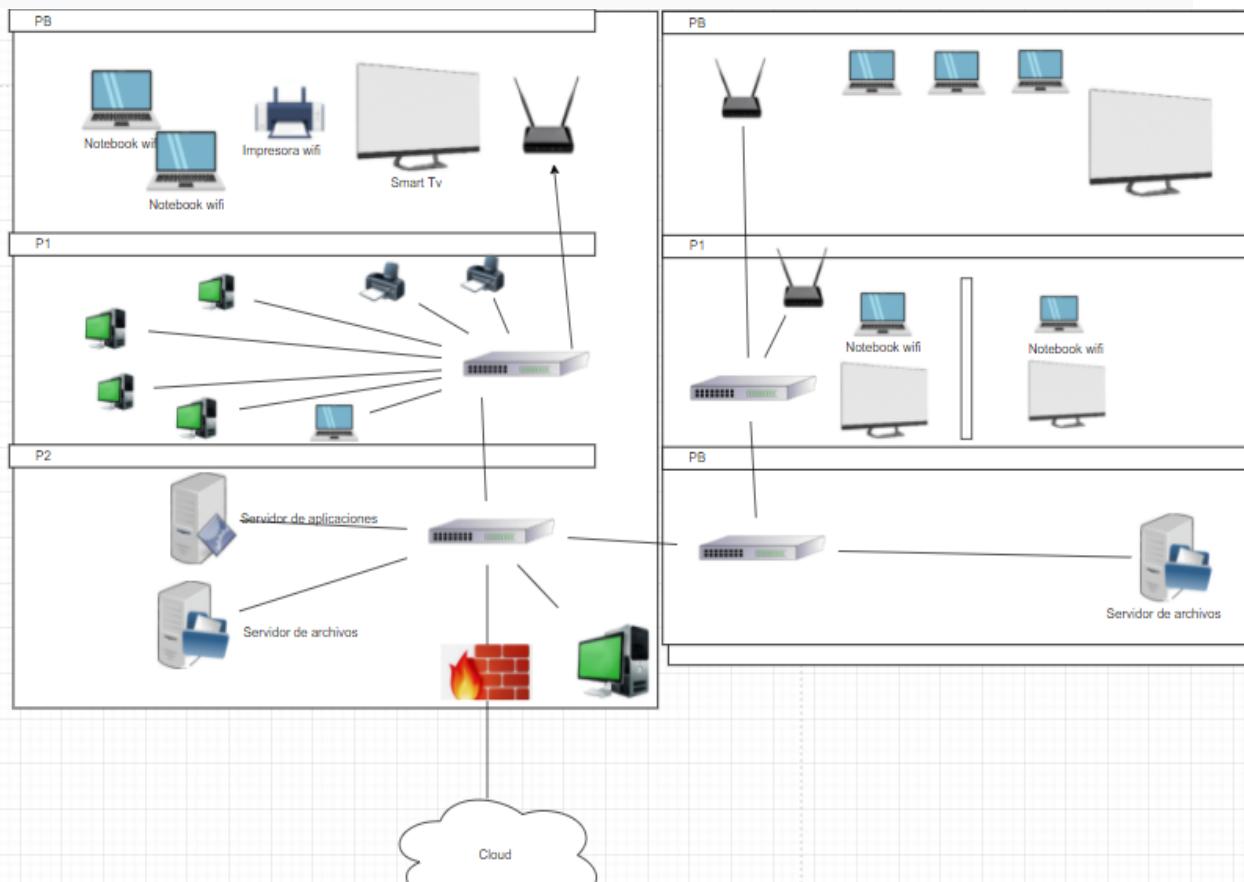 PB
Notebook wifi
Notebook wifi
Impresora wifi
Smart Tv
P1
P2
Servidor de aplicaciones
Servidor de archivos
Cloud
PB
P1
Notebook wifi
Notebook wifi
PB
Servidor de archivos